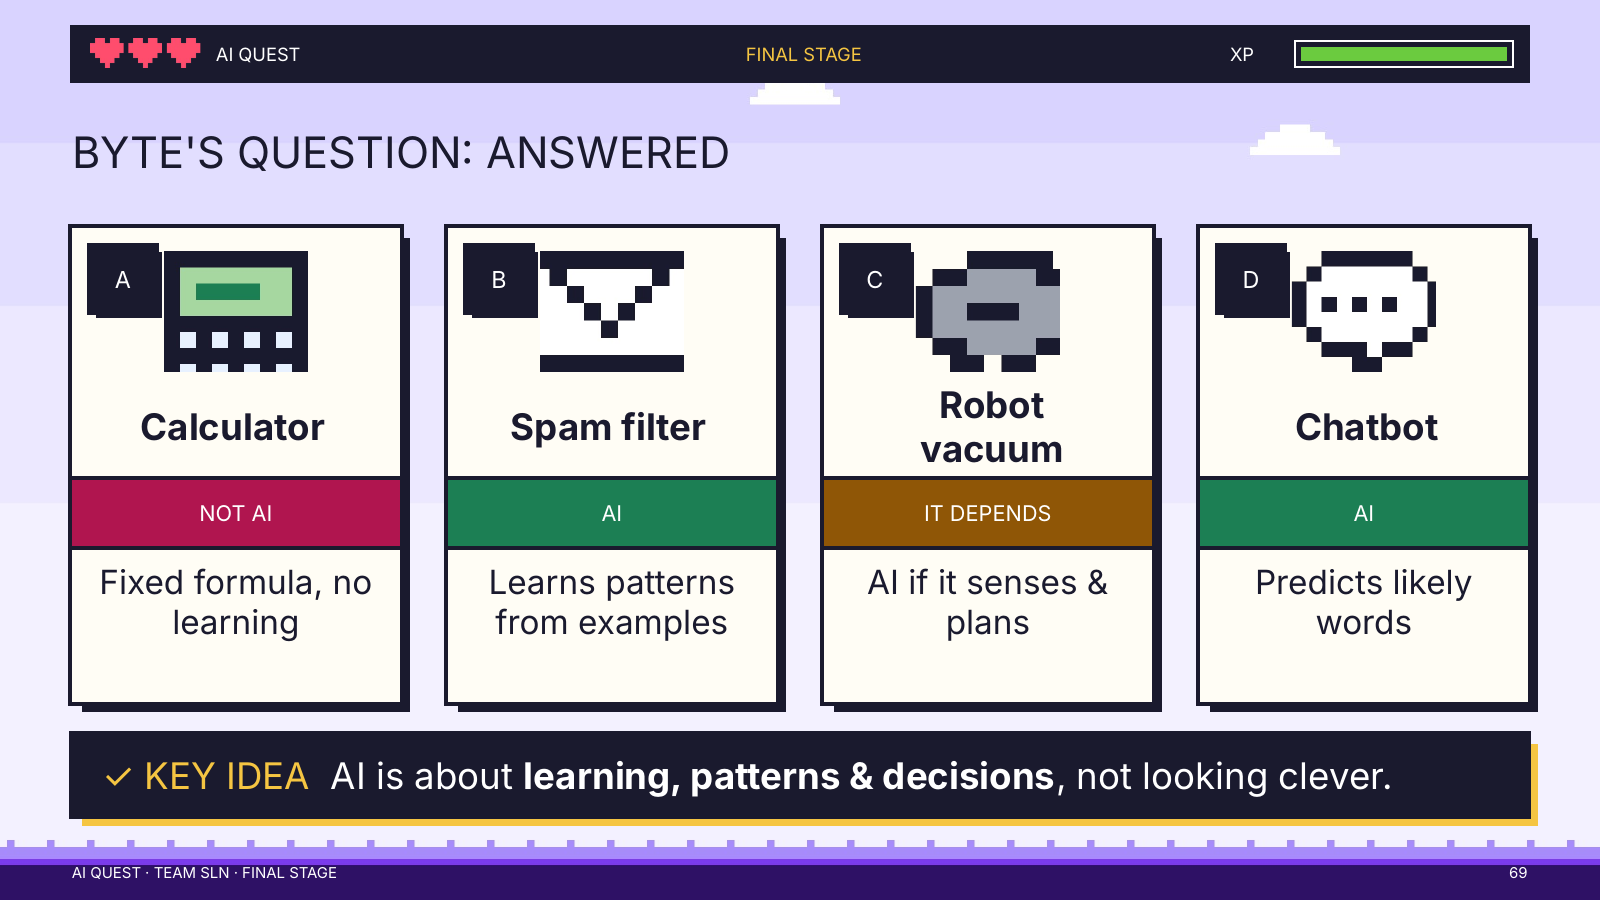 AI QUEST
FINAL STAGE
XP
BYTE'S QUESTION: ANSWERED
A
Calculator
NOT AI
Fixed formula, no
learning
B
Spam filter
AI
Learns patterns
from examples
C
Robot
vacuum
IT DEPENDS
AI if it senses &
plans
D
Chatbot
AI
Predicts likely
words
✓ KEY IDEA AI is about learning, patterns & decisions, not looking clever.
AI QUEST · TEAM SLN · FINAL STAGE
69